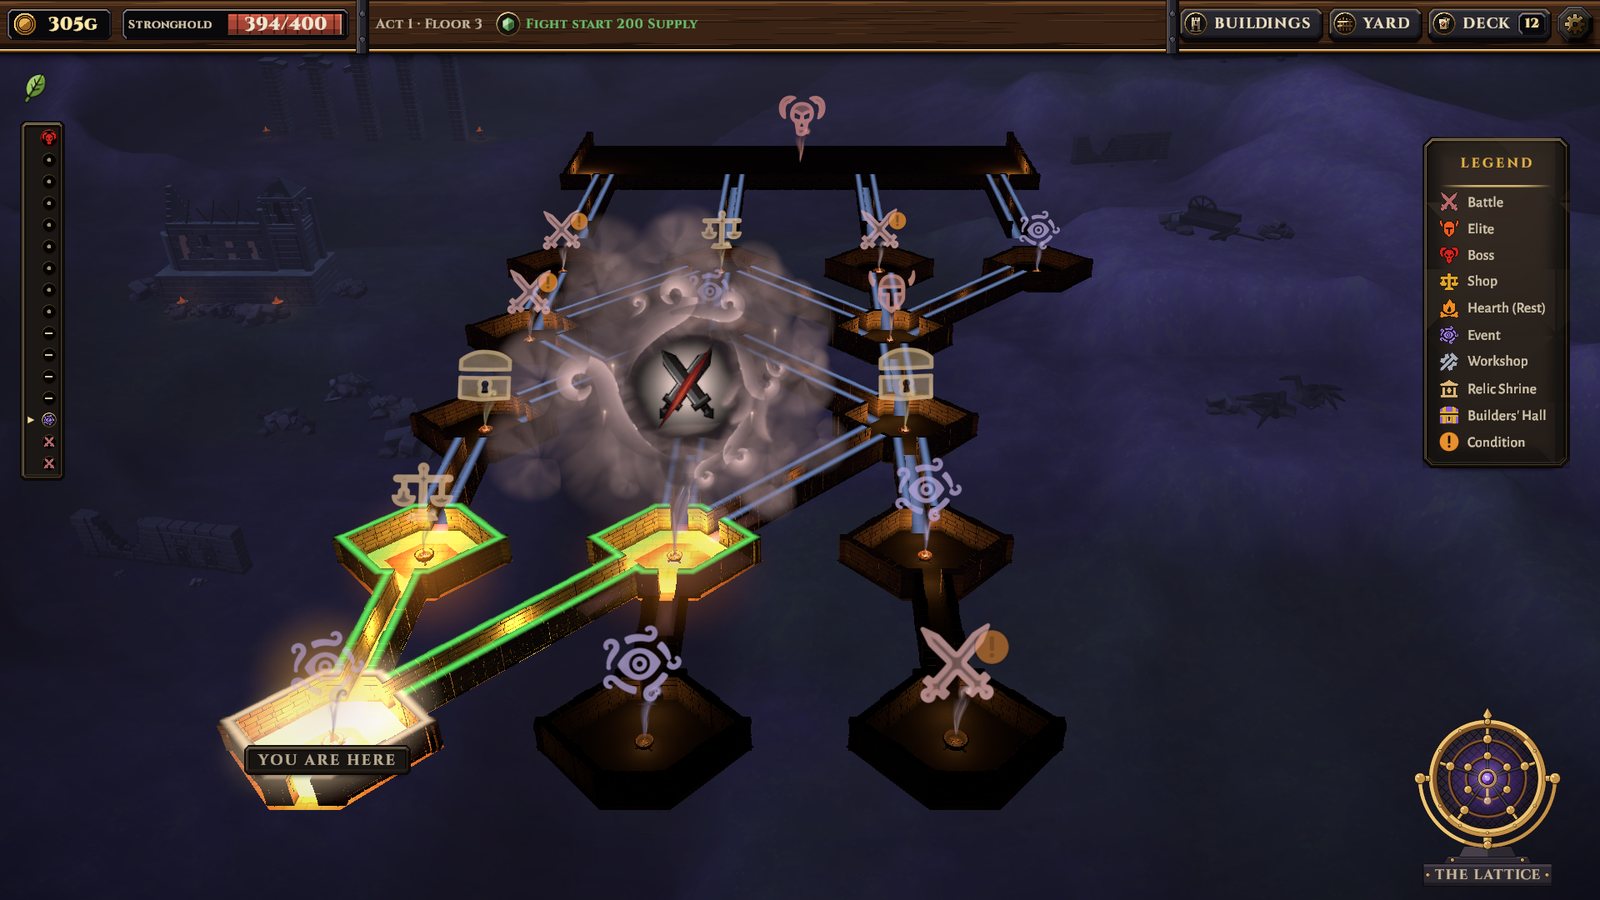 305G
STRONGHOLD 394/400
ACT 1 · FLOOR 3
FIGHT START 200 SUPPLY
BUILDINGS
YARD
DECK 12
LEGEND
Battle
Elite
Boss
Shop
Hearth (Rest)
Event
Workshop
Relic Shrine
Builders' Hall
Condition
YOU ARE HERE
· THE LATTICE ·